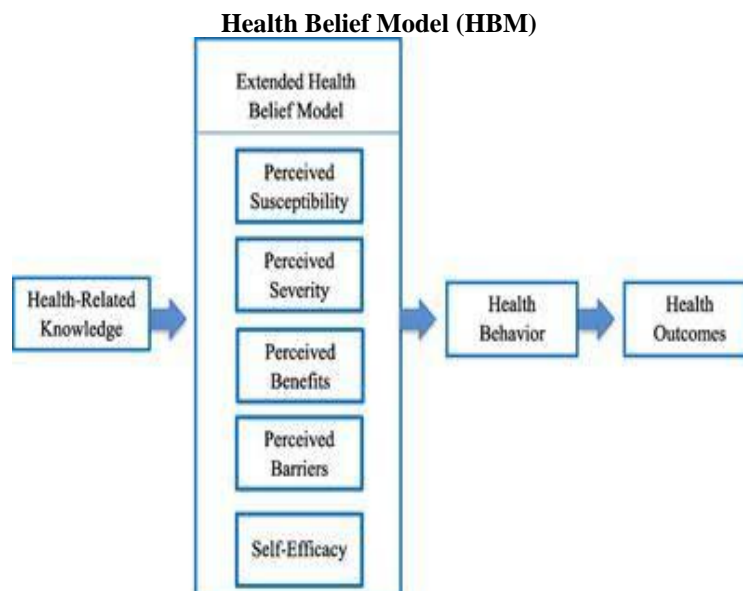 Health Belief Model (HBM)
Extended Health
Belief Model
Perceived
Susceptibility
Perceived
Severity
Health-Related
Knowledge
Perceived
Benefits
Perceived
Barriers
Self-Efficacy
Health
Behavior
Health
Outcomes